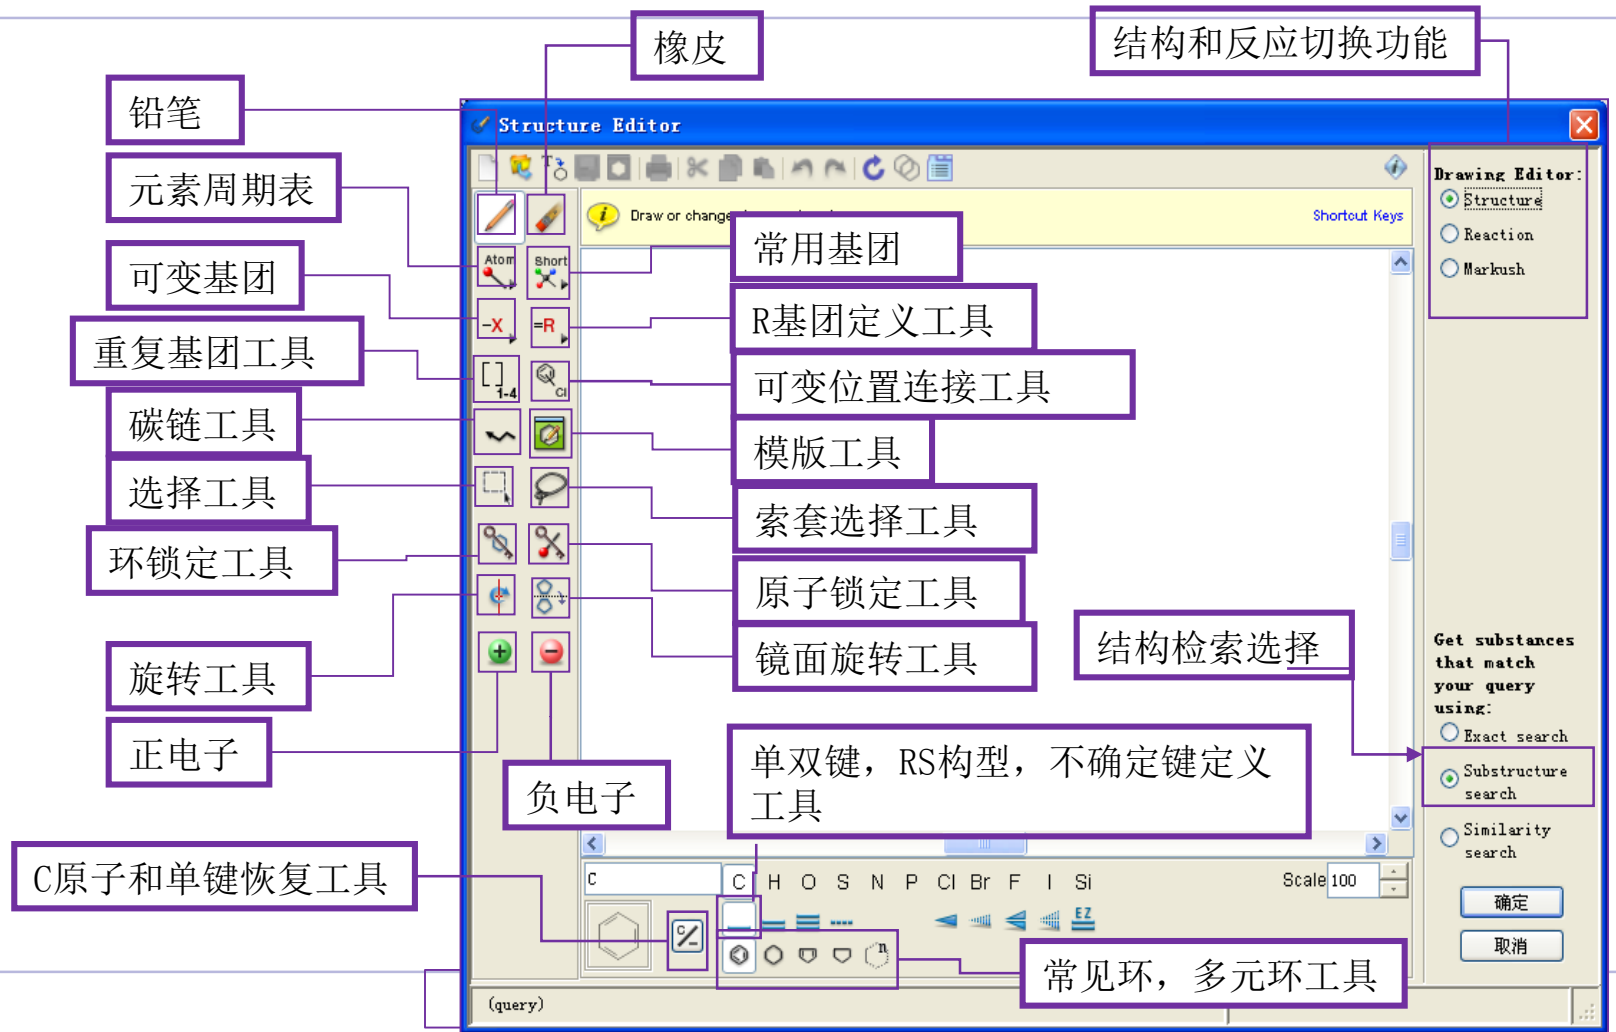 橡皮
结构和反应切换功能
铅笔
Structure Editor
元素周期表
Drawing Editor:
Structure
Draw or change
Shortcut Keys
Reaction
常用基团
Atom
Short
可变基团
Markush
-X
=R
R基团定义工具
重复基团工具
[ ]
1-4
Cl
可变位置连接工具
碳链工具
模版工具
选择工具
索套选择工具
环锁定工具
原子锁定工具
结构检索选择
Get substances
that match
your query
using:
旋转工具
镜面旋转工具
正电子
Exact search
单双键，RS构型，不确定键定义
工具
Substructure
search
负电子
Similarity
search
C原子和单键恢复工具
C
C H O S N P Cl Br F I Si
Scale 100
确定
EZ
C
取消
n
常见环，多元环工具
(query)